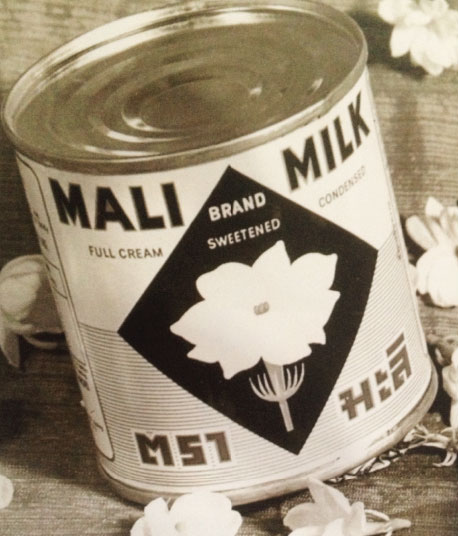 MALI MILK
BRAND
FULL CREAM SWEETENED CONDENSED
ตรา มะลิ